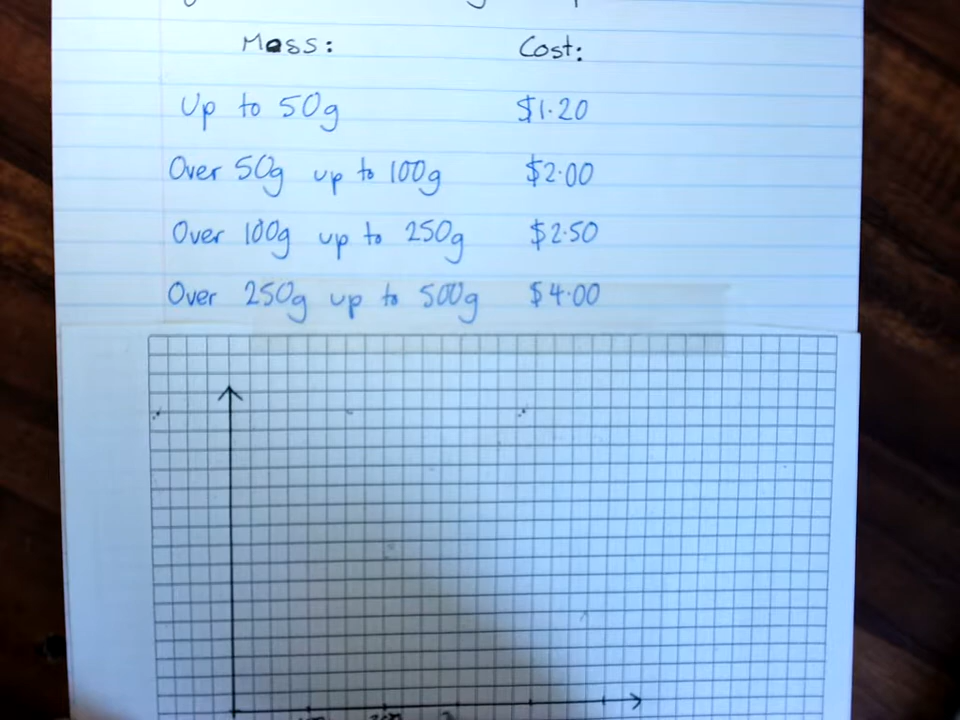 Mass: Cost:
Up to 50g $1.20
Over 50g up to 100g $2.00
Over 100g up to 250g $2.50
Over 250g up to 500g $4.00